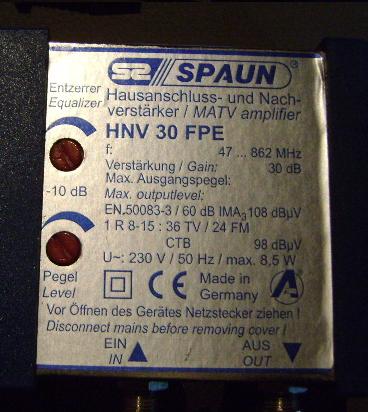 SPAUN ®
Entzerrer
Equalizer
-10 dB
Pegel
Level
Hausanschluss- und Nach-
verstärker / MATV amplifier
HNV 30 FPE
f: 47 ... 862 MHz
Verstärkung / Gain: 30 dB
Max. Ausgangspegel:
Max. outputlevel:
EN 50083-3 / 60 dB IMA3 108 dBµV
1 R 8-15 : 36 TV / 24 FM
CTB 98 dBµV
U~: 230 V / 50 Hz / max. 8,5 W
CE Made in
Germany
Vor Öffnen des Gerätes Netzstecker ziehen !
Disconnect mains before removing cover !
EIN AUS
IN OUT